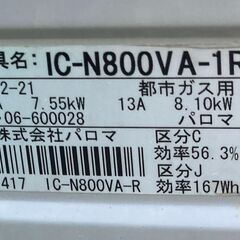 具名: IC-N800VA-1R
2-21 都市ガス用
7.55kW 13A 8.10kW
06-600028 パロマ
株式会社パロマ 区分C
効率56.3%
417 IC-N800VA-R 区分J
効率167Wh